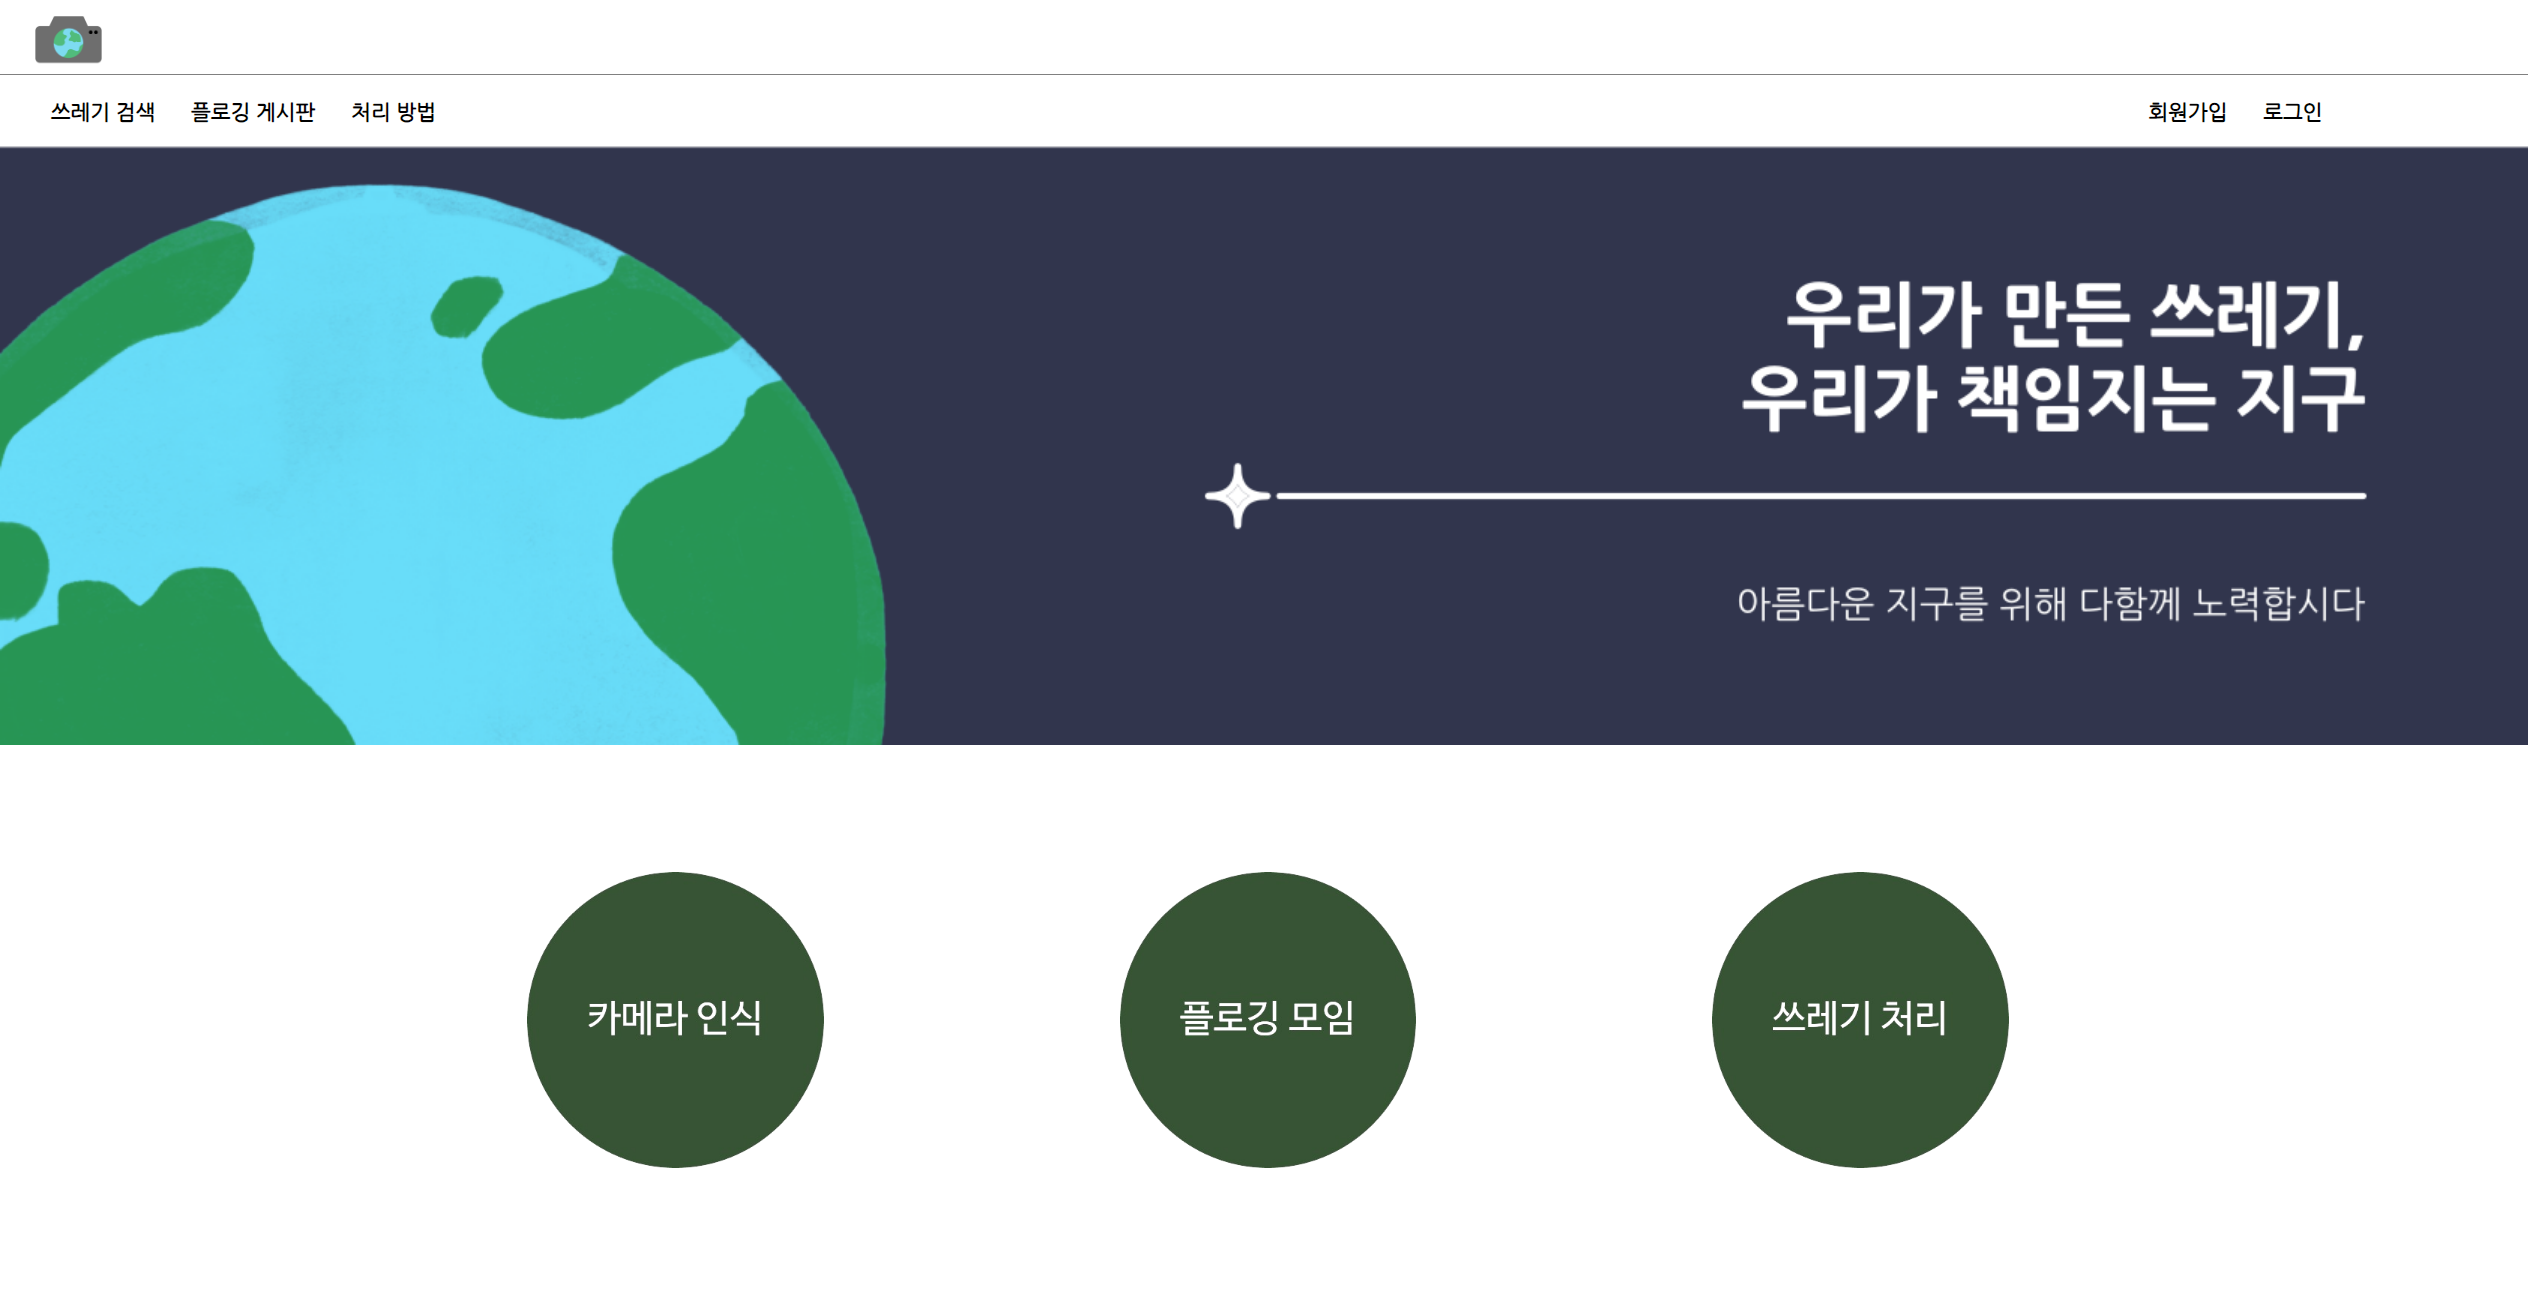 쓰레기 검색 플로깅 게시판 처리 방법 회원가입 로그인
우리가 만든 쓰레기,
우리가 책임지는 지구
아름다운 지구를 위해 다함께 노력합시다
카메라 인식 플로깅 모임 쓰레기 처리